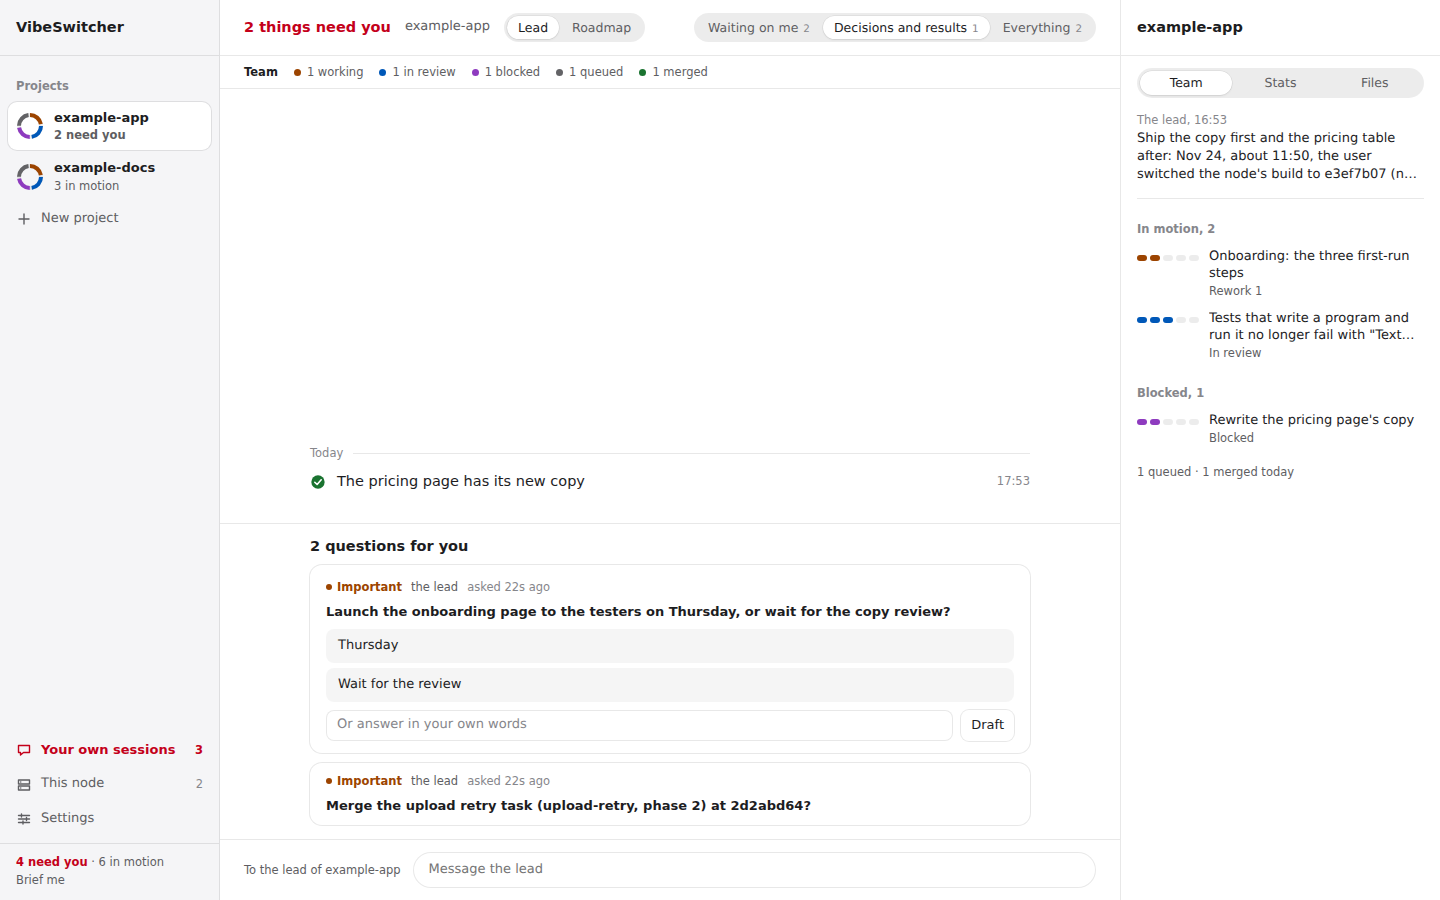 VibeSwitcher
Projects
example-app
2 need you
example-docs
3 in motion
New project
Your own sessions 3
This node 2
Settings
4 need you · 6 in motion
Brief me
2 things need you example-app Lead Roadmap
Waiting on me 2 Decisions and results 1 Everything 2
Team 1 working 1 in review 1 blocked 1 queued 1 merged
Today
The pricing page has its new copy 17:53
2 questions for you
Important the lead asked 22s ago
Launch the onboarding page to the testers on Thursday, or wait for the copy review?
Thursday
Wait for the review
Or answer in your own words Draft
Important the lead asked 22s ago
Merge the upload retry task (upload-retry, phase 2) at 2d2abd64?
To the lead of example-app Message the lead
example-app
Team Stats Files
The lead, 16:53
Ship the copy first and the pricing table
after: Nov 24, about 11:50, the user
switched the node's build to e3ef7b07 (n…
In motion, 2
Onboarding: the three first-run
steps
Rework 1
Tests that write a program and
run it no longer fail with "Text…
In review
Blocked, 1
Rewrite the pricing page's copy
Blocked
1 queued · 1 merged today